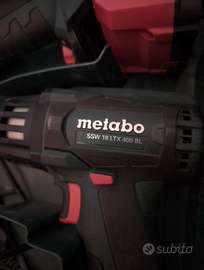 metabo
SSW 18 LTX 400 BL
subito